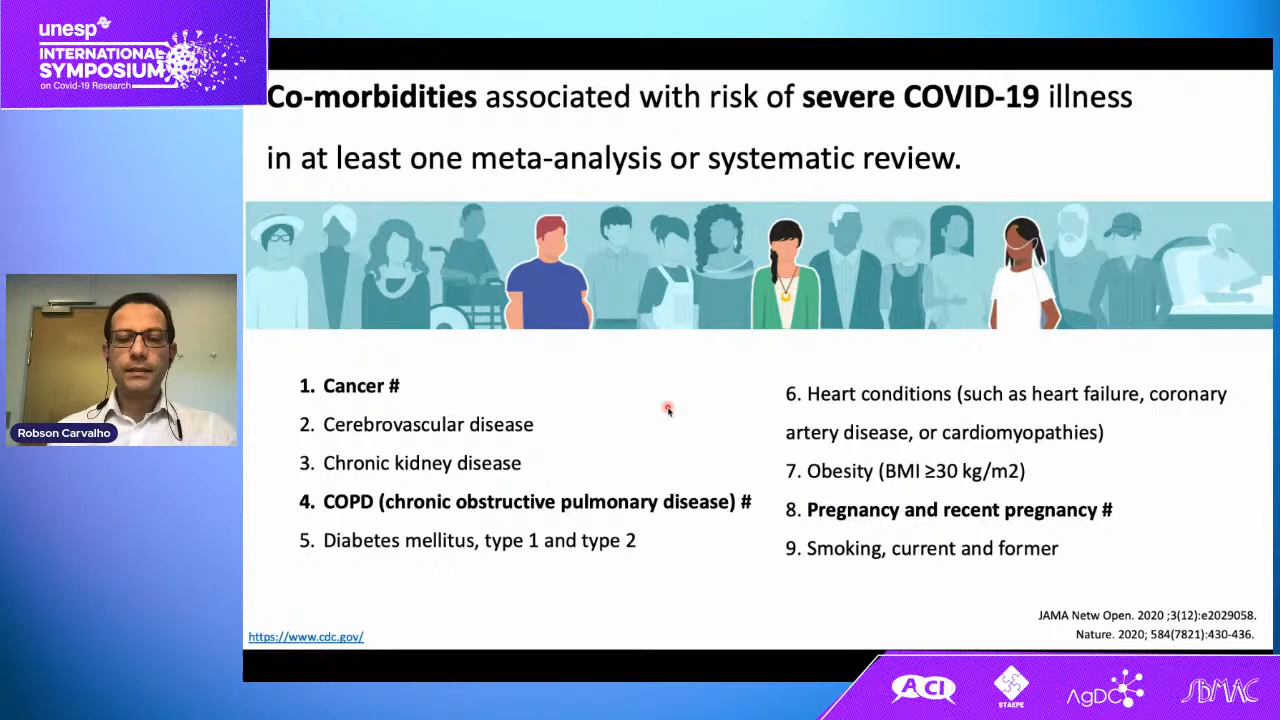 unesp
INTERNATIONAL
SYMPOSIUM
on Covid-19 Research
Co-morbidities associated with risk of severe COVID-19 illness
in at least one meta-analysis or systematic review.
Robson Carvalho
1. Cancer #
2. Cerebrovascular disease
3. Chronic kidney disease
4. COPD (chronic obstructive pulmonary disease) #
5. Diabetes mellitus, type 1 and type 2
6. Heart conditions (such as heart failure, coronary
artery disease, or cardiomyopathies)
7. Obesity (BMI ≥30 kg/m2)
8. Pregnancy and recent pregnancy #
9. Smoking, current and former
JAMA Netw Open. 2020 ;3(12):e2029058.
Nature. 2020; 584(7821):430-436.
https://www.cdc.gov/
ACI
STAEPE
AgDC
SBMAC